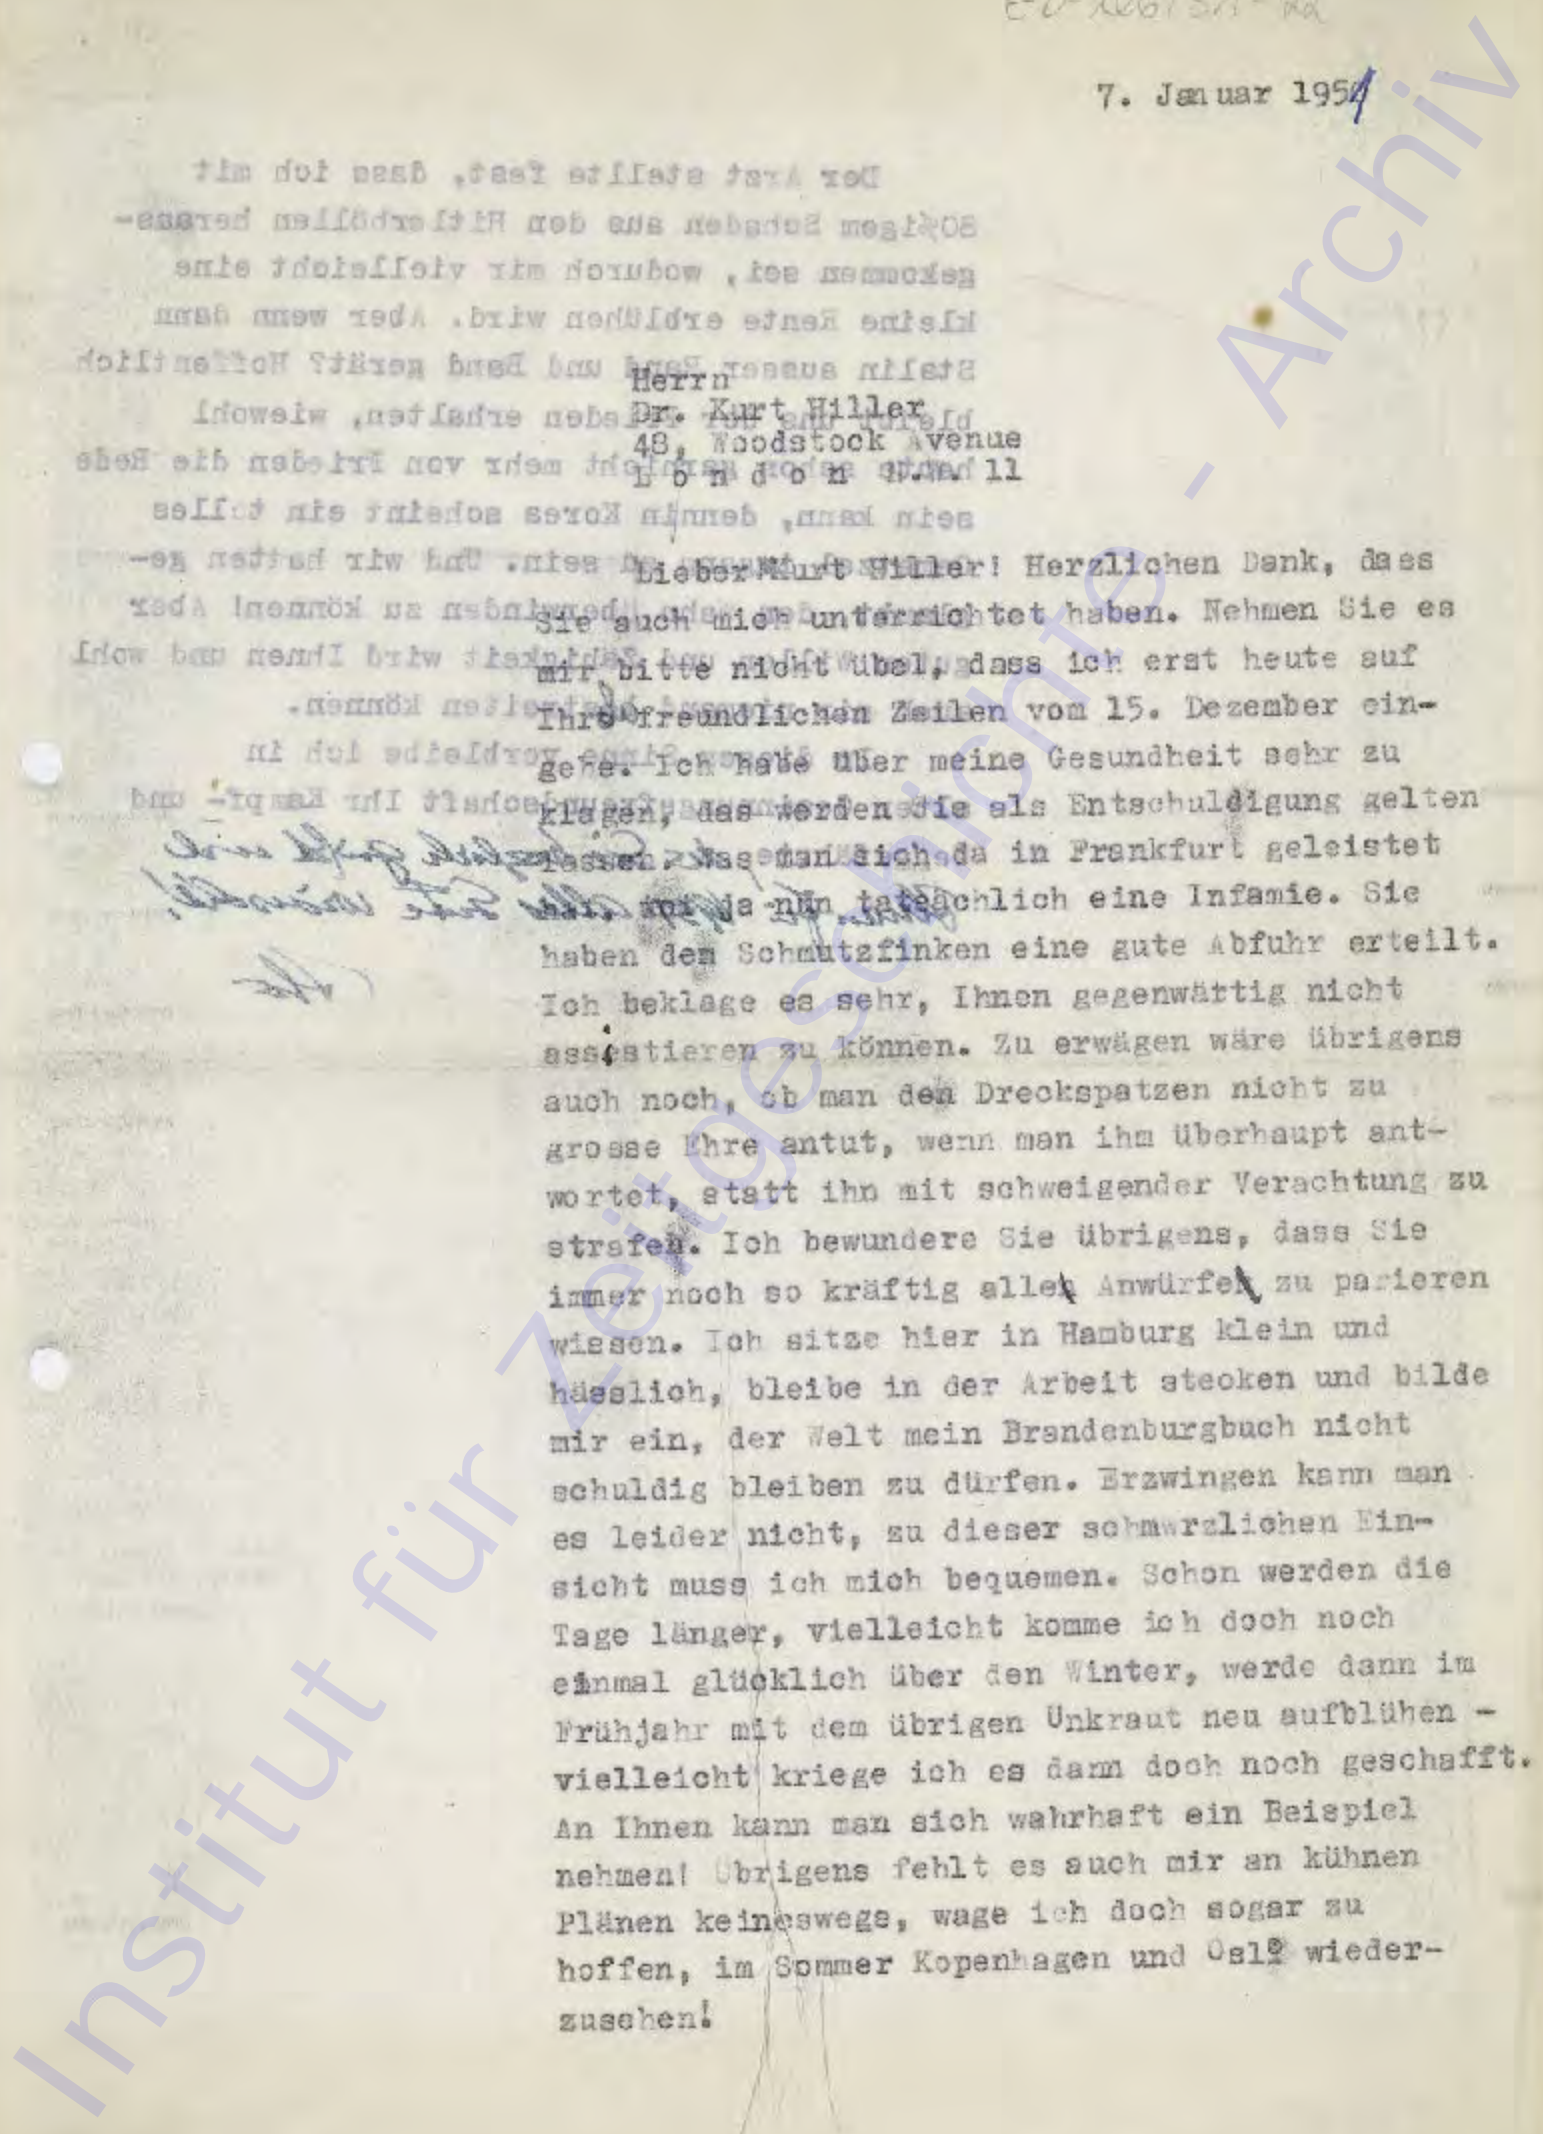 7. Januar 1951
Herrn
Dr. Kurt Hiller
48, Woodstock Avenue
L o n d o n N.W. 11
Lieber Kurt Hiller! Herzlichen Dank, dass
Sie auch mich unterrichtet haben. Nehmen Sie es
mir bitte nicht übel, dass ich erst heute auf
Ihre freundlichen Zeilen vom 15. Dezember ein-
gehe. Ich habe über meine Gesundheit sehr zu
klagen, das werden Sie als Entschuldigung gelten
lassen. Was man sich da in Frankfurt geleistet
ja nun tatsächlich eine Infamie. Sie
haben dem Schmutzfinken eine gute Abfuhr erteilt.
Ich beklage es sehr, Ihnen gegenwättig nicht
assistieren zu können. Zu erwägen wäre übrigens
auch noch, ob man den Dreckspatzen nicht zu
grosse Ehre antut, wenn man ihm überhaupt ant-
wortet, statt ihn mit schweigender Verachtung zu
strafen. Ich bewundere Sie übrigens, dass Sie
immer noch so kräftig alle Anwürfe zu parieren
wissen. Ich sitze hier in Hamburg klein und
hässlich, bleibe in der Arbeit stecken und bilde
mir ein, der Welt mein Brandenburgbuch nicht
schuldig bleiben zu dürfen. Erzwingen kann man
es leider nicht, zu dieser schmerzlichen Ein-
sicht muss ich mich bequemen. Schon werden die
Tage länger, vielleicht komme ich doch noch
einmal glücklich über den Winter, werde dann im
Frühjahr mit dem übrigen Unkraut neu aufblühen -
vielleicht kriege ich es dann doch noch geschafft.
An Ihnen kann man sich wahrhaft ein Beispiel
nehmen! Übrigens fehlt es auch mir an kühnen
Plänen keineswegs, wage ich doch sogar zu
hoffen, im Sommer Kopenhagen und Oslo wieder-
zusehen!
Institut für Zeitgeschichte - Archiv